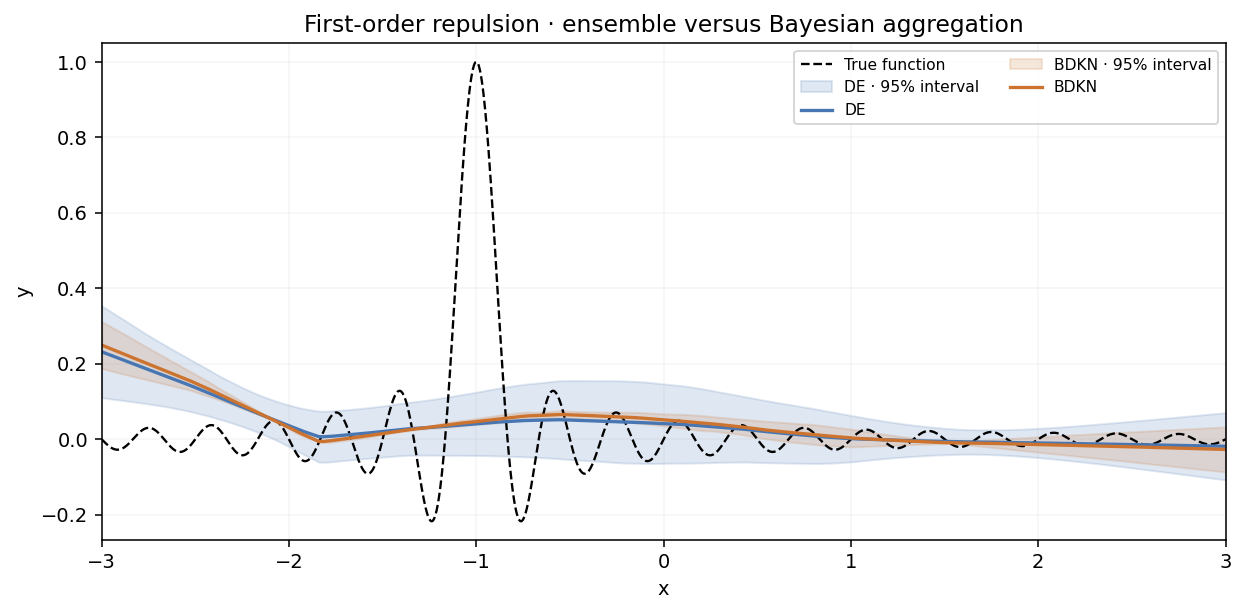 First-order repulsion · ensemble versus Bayesian aggregation
True function
DE · 95% interval
DE
BDKN · 95% interval
BDKN
y
1.0
0.8
0.6
0.4
0.2
0.0
−0.2
−3
−2
−1
0
1
2
3
x